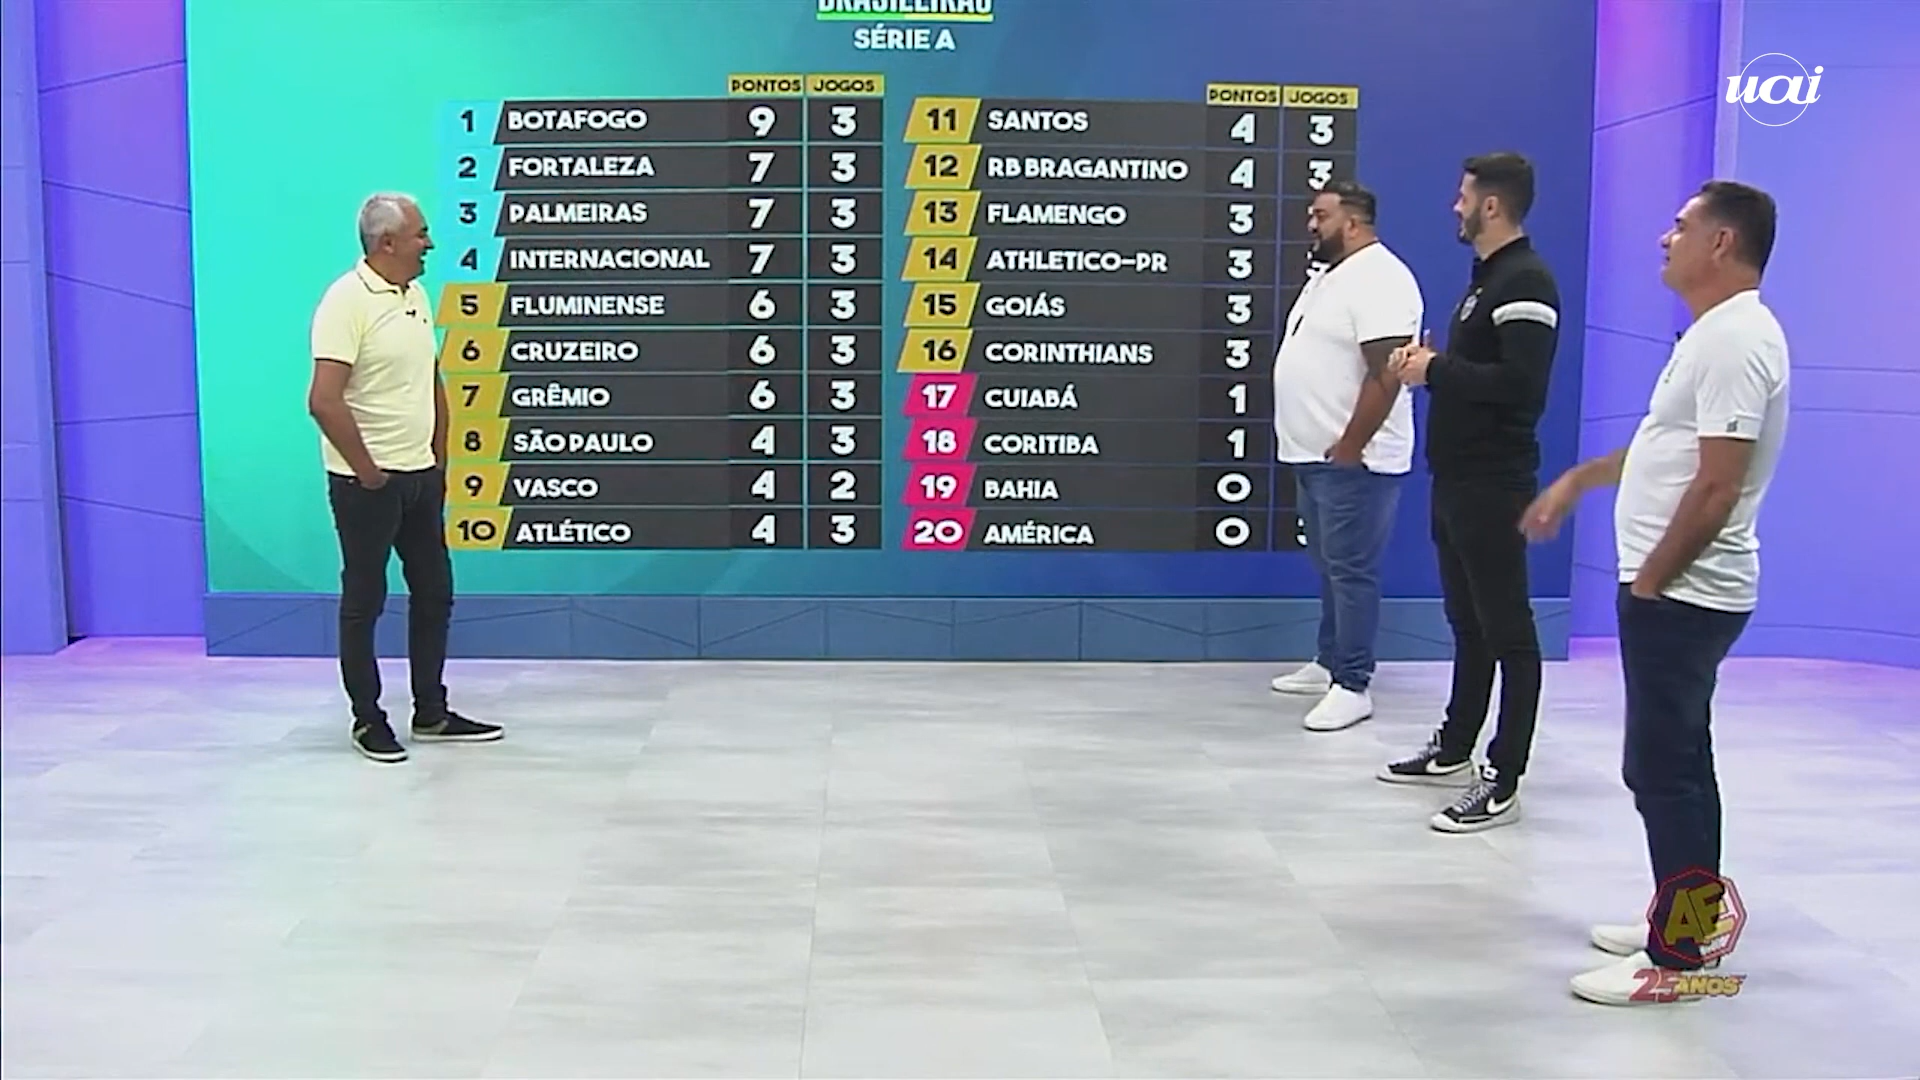 BRASILEIRÃO
SÉRIE A
PONTOS JOGOS
1 BOTAFOGO 9 3
2 FORTALEZA 7 3
3 PALMEIRAS 7 3
4 INTERNACIONAL 7 3
5 FLUMINENSE 6 3
6 CRUZEIRO 6 3
7 GRÊMIO 6 3
8 SÃO PAULO 4 3
9 VASCO 4 2
10 ATLÉTICO 4 3
PONTOS JOGOS
11 SANTOS 4 3
12 RB BRAGANTINO 4 3
13 FLAMENGO 3
14 ATHLETICO-PR 3
15 GOIÁS 3
16 CORINTHIANS 3
17 CUIABÁ 1
18 CORITIBA 1
19 BAHIA 0
20 AMÉRICA 0
uai
AE
25 ANOS